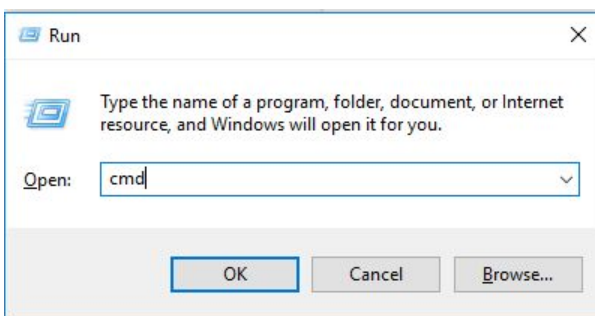 Run
Type the name of a program, folder, document, or Internet
resource, and Windows will open it for you.
Open: cmd
OK Cancel Browse...